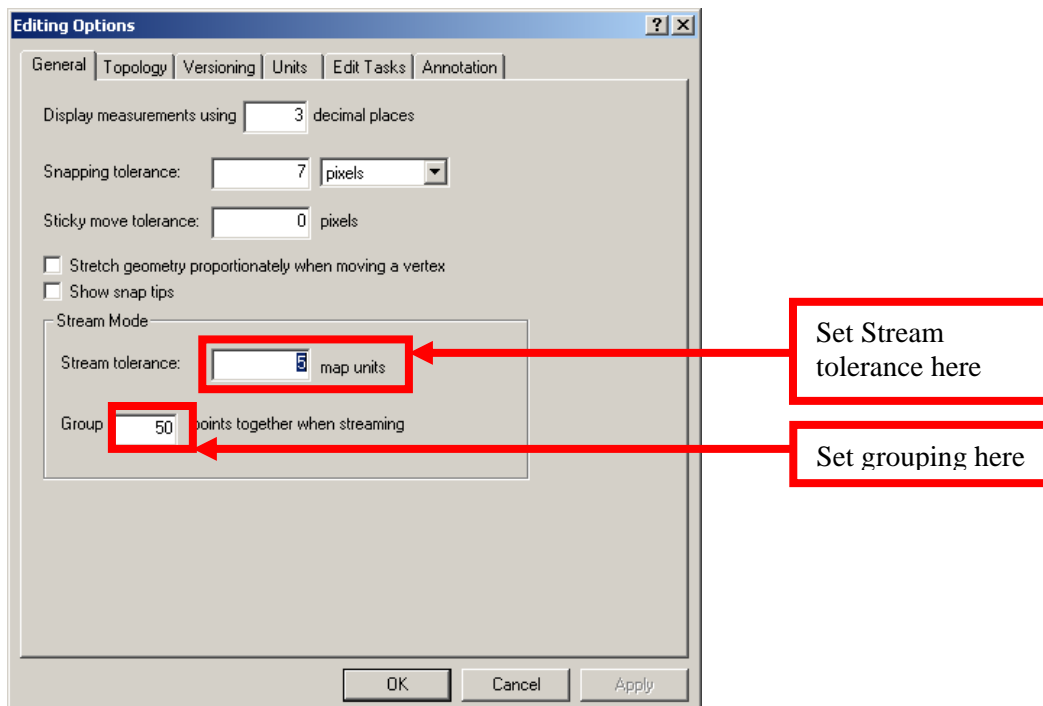 Editing Options
General Topology Versioning Units Edit Tasks Annotation
Display measurements using 3 decimal places
Snapping tolerance: 7 pixels
Sticky move tolerance: 0 pixels
Stretch geometry proportionately when moving a vertex
Show snap tips
Stream Mode
Stream tolerance: 5 map units
Group 50 points together when streaming
Set Stream
tolerance here
Set grouping here
OK Cancel Apply